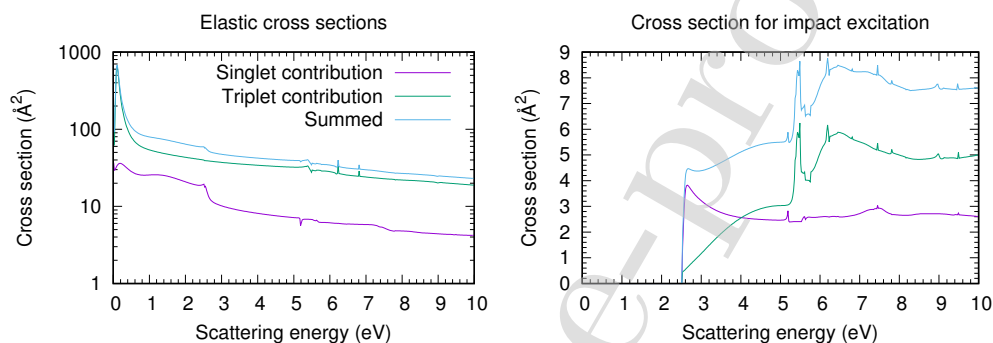 Elastic cross sections
1000
100
10
1
Cross section (Å²)
Singlet contribution
Triplet contribution
Summed
0 1 2 3 4 5 6 7 8 9 10
Scattering energy (eV)
Cross section for impact excitation
9
8
7
6
5
4
3
2
1
0
Cross section (Å²)
0 1 2 3 4 5 6 7 8 9 10
Scattering energy (eV)
e-pro